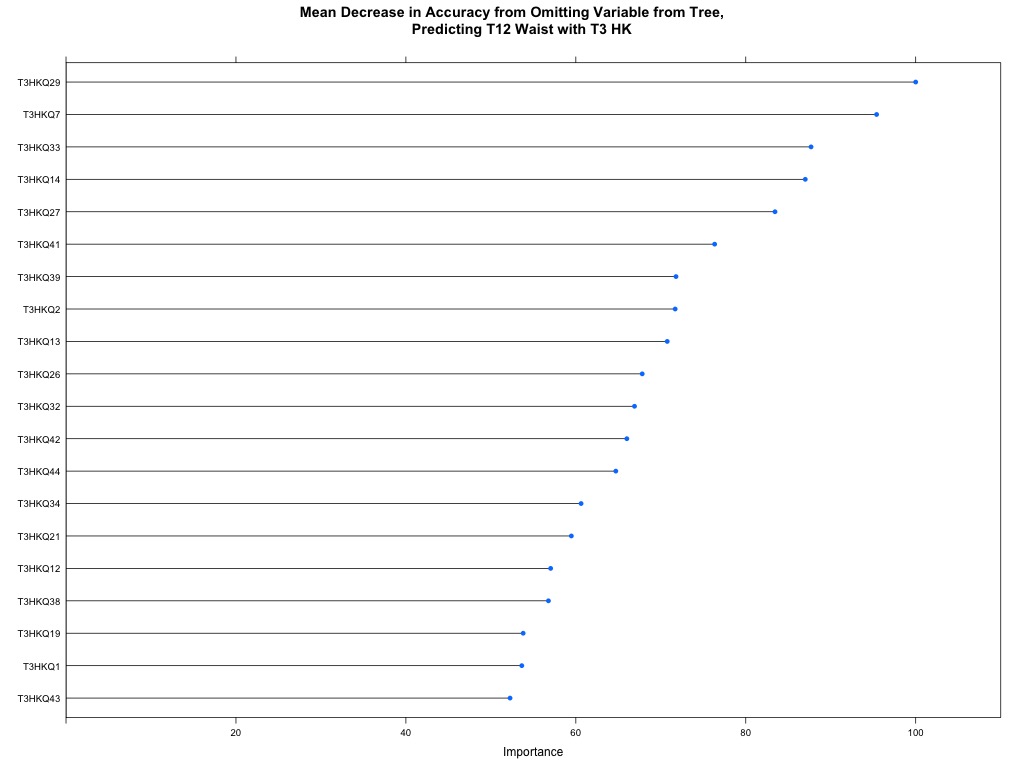 Mean Decrease in Accuracy from Omitting Variable from Tree,
Predicting T12 Waist with T3 HK
T3HKQ29
T3HKQ7
T3HKQ33
T3HKQ14
T3HKQ27
T3HKQ41
T3HKQ39
T3HKQ2
T3HKQ13
T3HKQ26
T3HKQ32
T3HKQ42
T3HKQ44
T3HKQ34
T3HKQ21
T3HKQ12
T3HKQ38
T3HKQ19
T3HKQ1
T3HKQ43
20 40 60 80 100
Importance